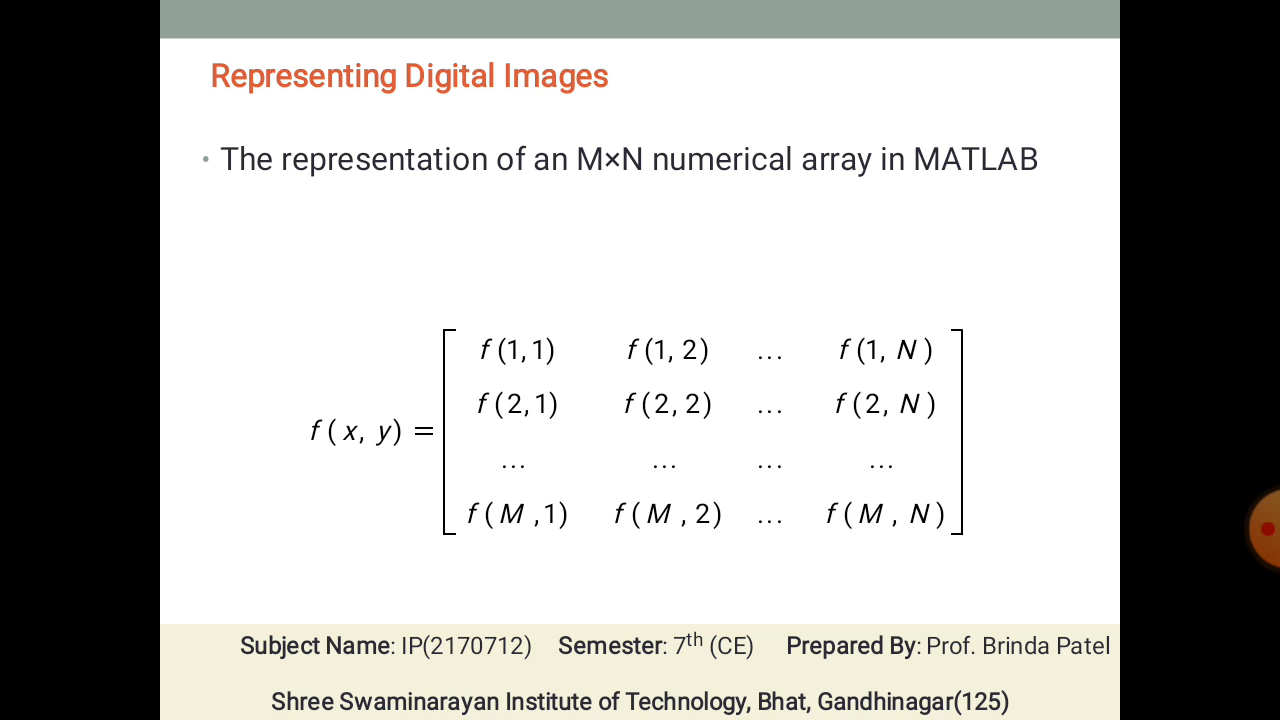 Representing Digital Images
• The representation of an M×N numerical array in MATLAB
f(1,1) f(1,2) ... f(1,N)
f(2,1) f(2,2) ... f(2,N)
f(x,y) =
... ... ... ...
f(M,1) f(M,2) ... f(M,N)
Subject Name: IP(2170712) Semester: 7th (CE) Prepared By: Prof. Brinda Patel
Shree Swaminarayan Institute of Technology, Bhat, Gandhinagar(125)